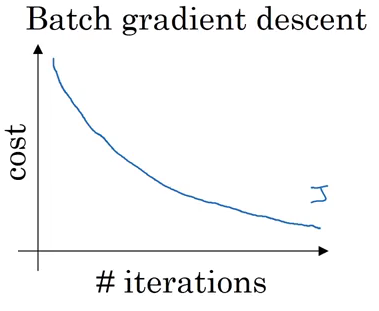 Batch gradient descent
cost
J
# iterations